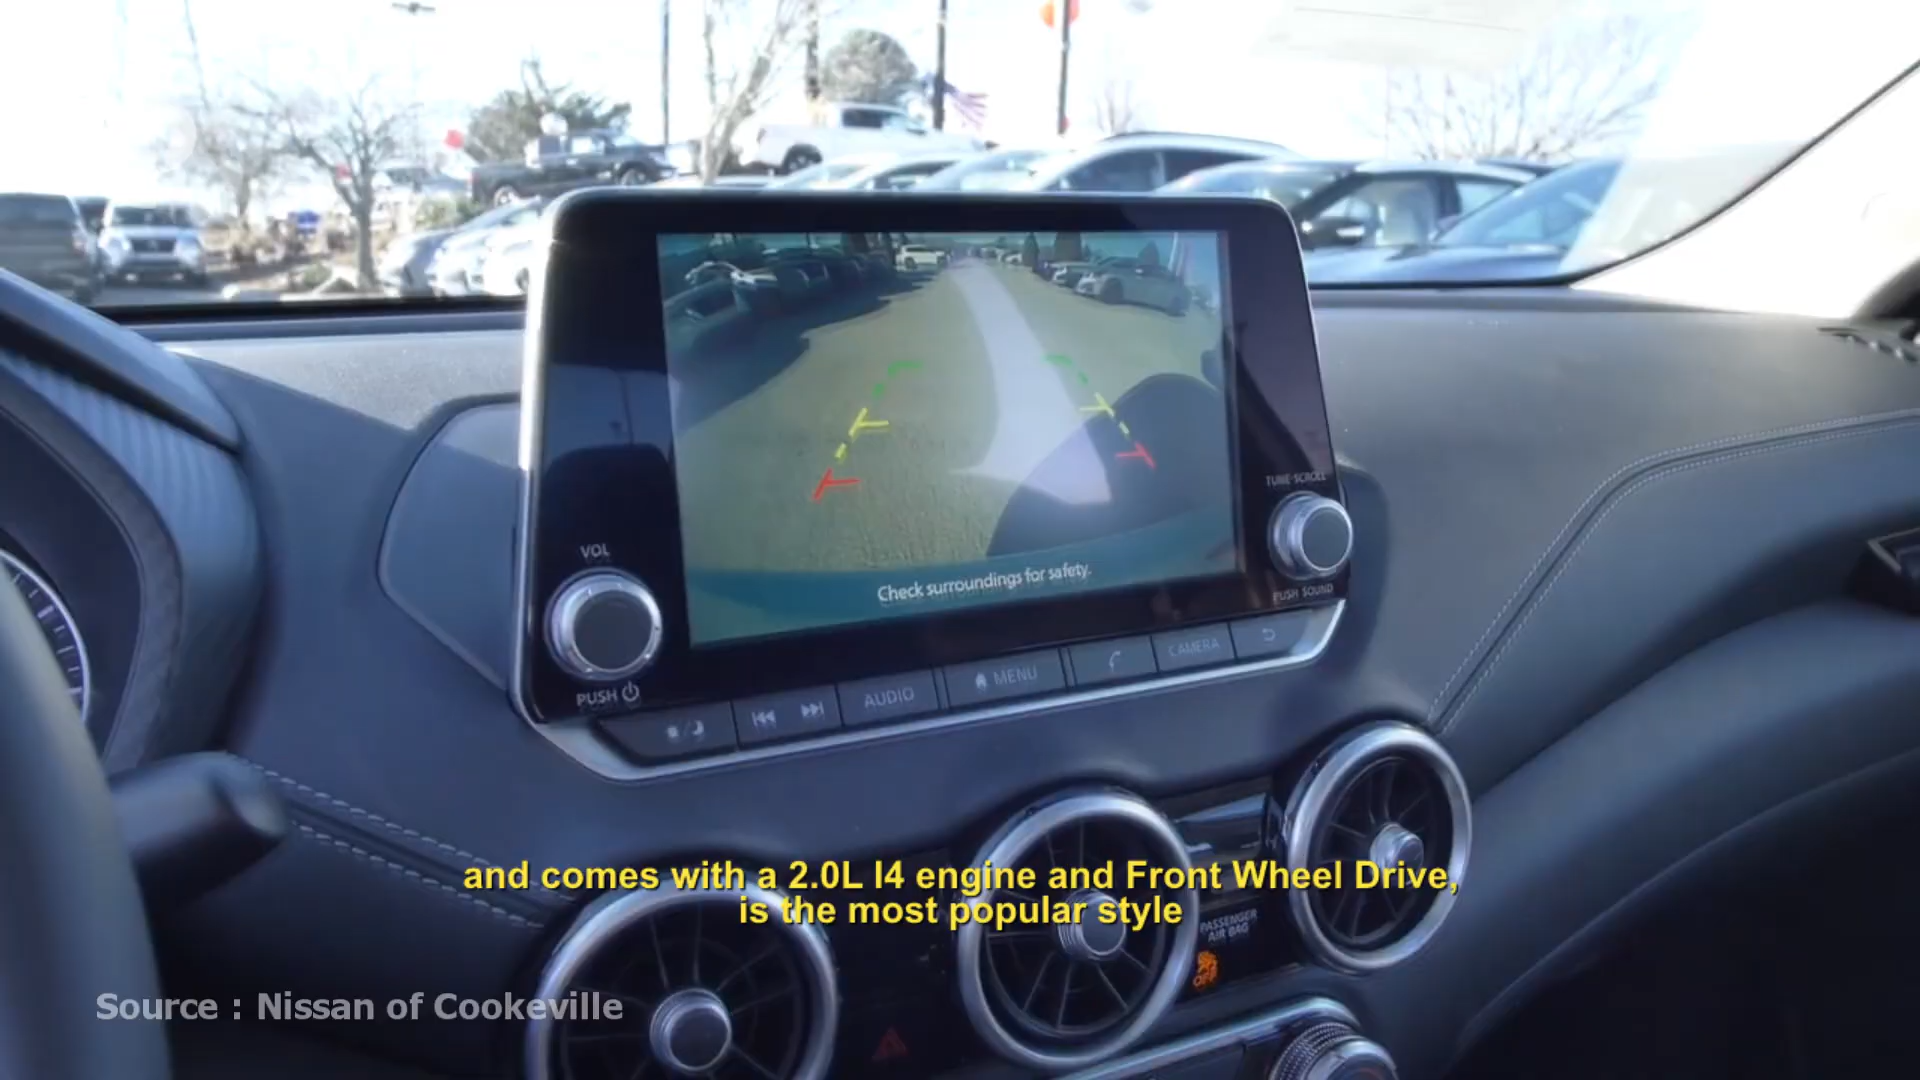 TUNE·SCROLL
VOL
Check surroundings for safety.
PUSH SOUND
PUSH
AUDIO
MENU
CAMERA
and comes with a 2.0L I4 engine and Front Wheel Drive,
is the most popular style
PASSENGER
AIR BAG
OFF
Source : Nissan of Cookeville